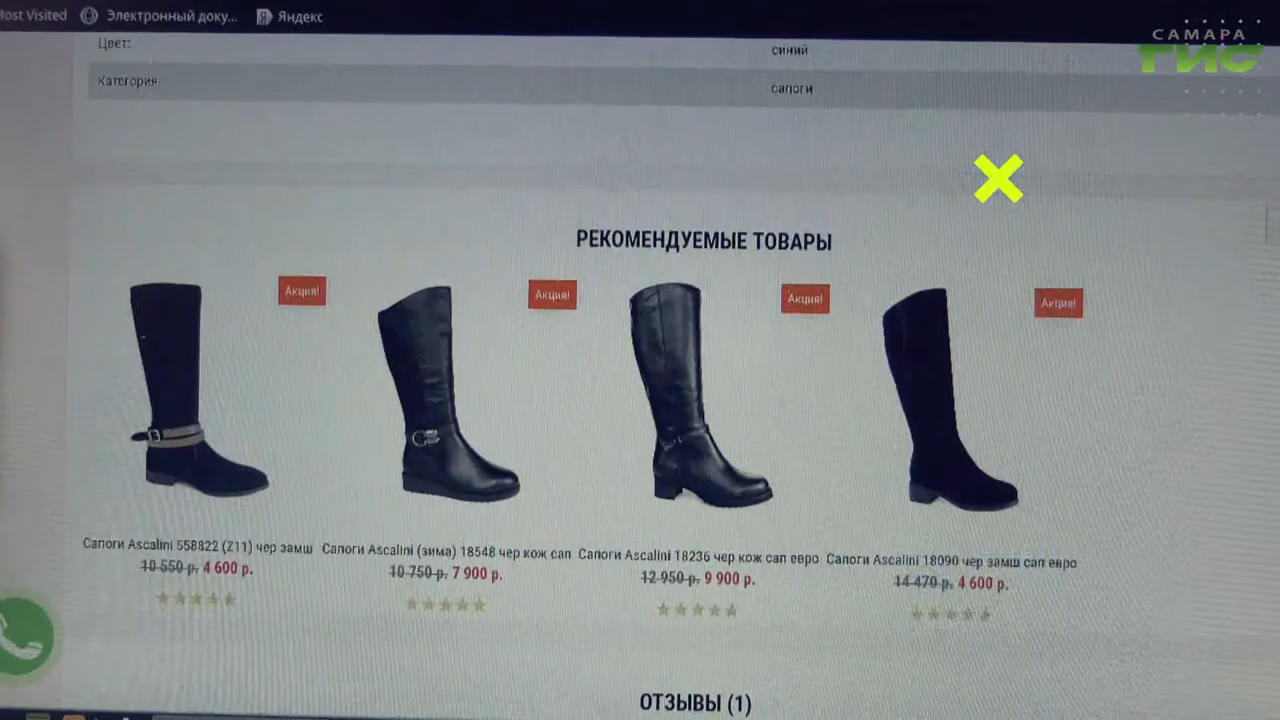 Most Visited Электронный доку... Яндекс
САМАРА
ГИС
Цвет: синий
Категория сапоги
РЕКОМЕНДУЕМЫЕ ТОВАРЫ
Акция! Акция! Акция! Акция!
Сапоги Ascalini 558822 (Z11) чер замш Сапоги Ascalini (зима) 18548 чер кож сап Сапоги Ascalini 18236 чер кож сап евро Сапоги Ascalini 18090 чер замш сап евро
10 550 р. 4 600 р. 10 750 р. 7 900 р. 12 950 р. 9 900 р. 14 470 р. 4 600 р.
ОТЗЫВЫ (1)